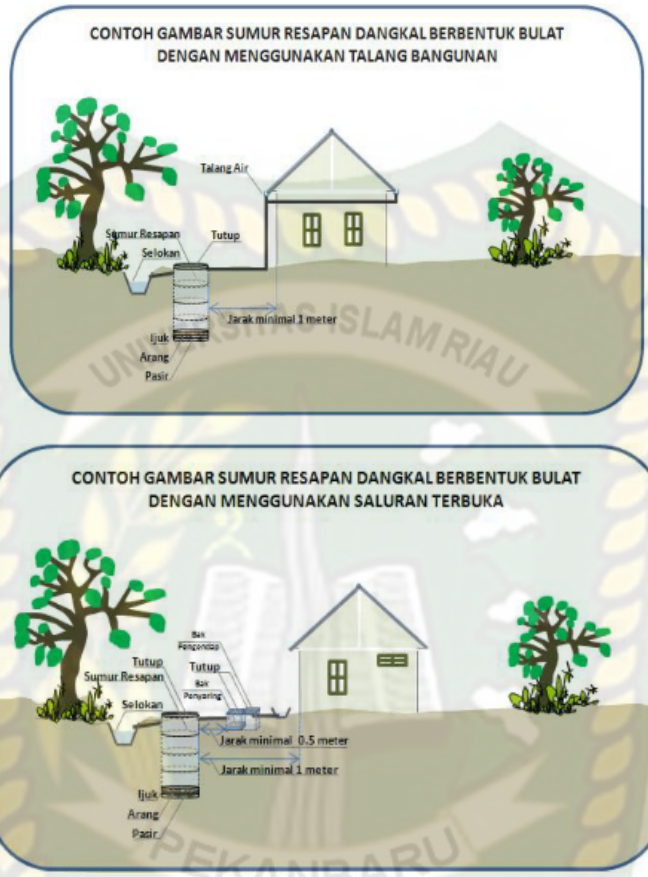 CONTOH GAMBAR SUMUR RESAPAN DANGKAL BERBENTUK BULAT
DENGAN MENGGUNAKAN TALANG BANGUNAN
Talang Air
Sumur Resapan
Tutup
Selokan
Jarak minimal 1 meter
Ijuk
Arang
Pasir
UNIVERSITAS ISLAM RIAU
CONTOH GAMBAR SUMUR RESAPAN DANGKAL BERBENTUK BULAT
DENGAN MENGGUNAKAN SALURAN TERBUKA
Bak
Pengendap
Tutup
Tutup
Sumur Resapan
Bak
Penyaring
Selokan
Jarak minimal 0.5 meter
Jarak minimal 1 meter
Ijuk
Arang
Pasir
PEKANBARU